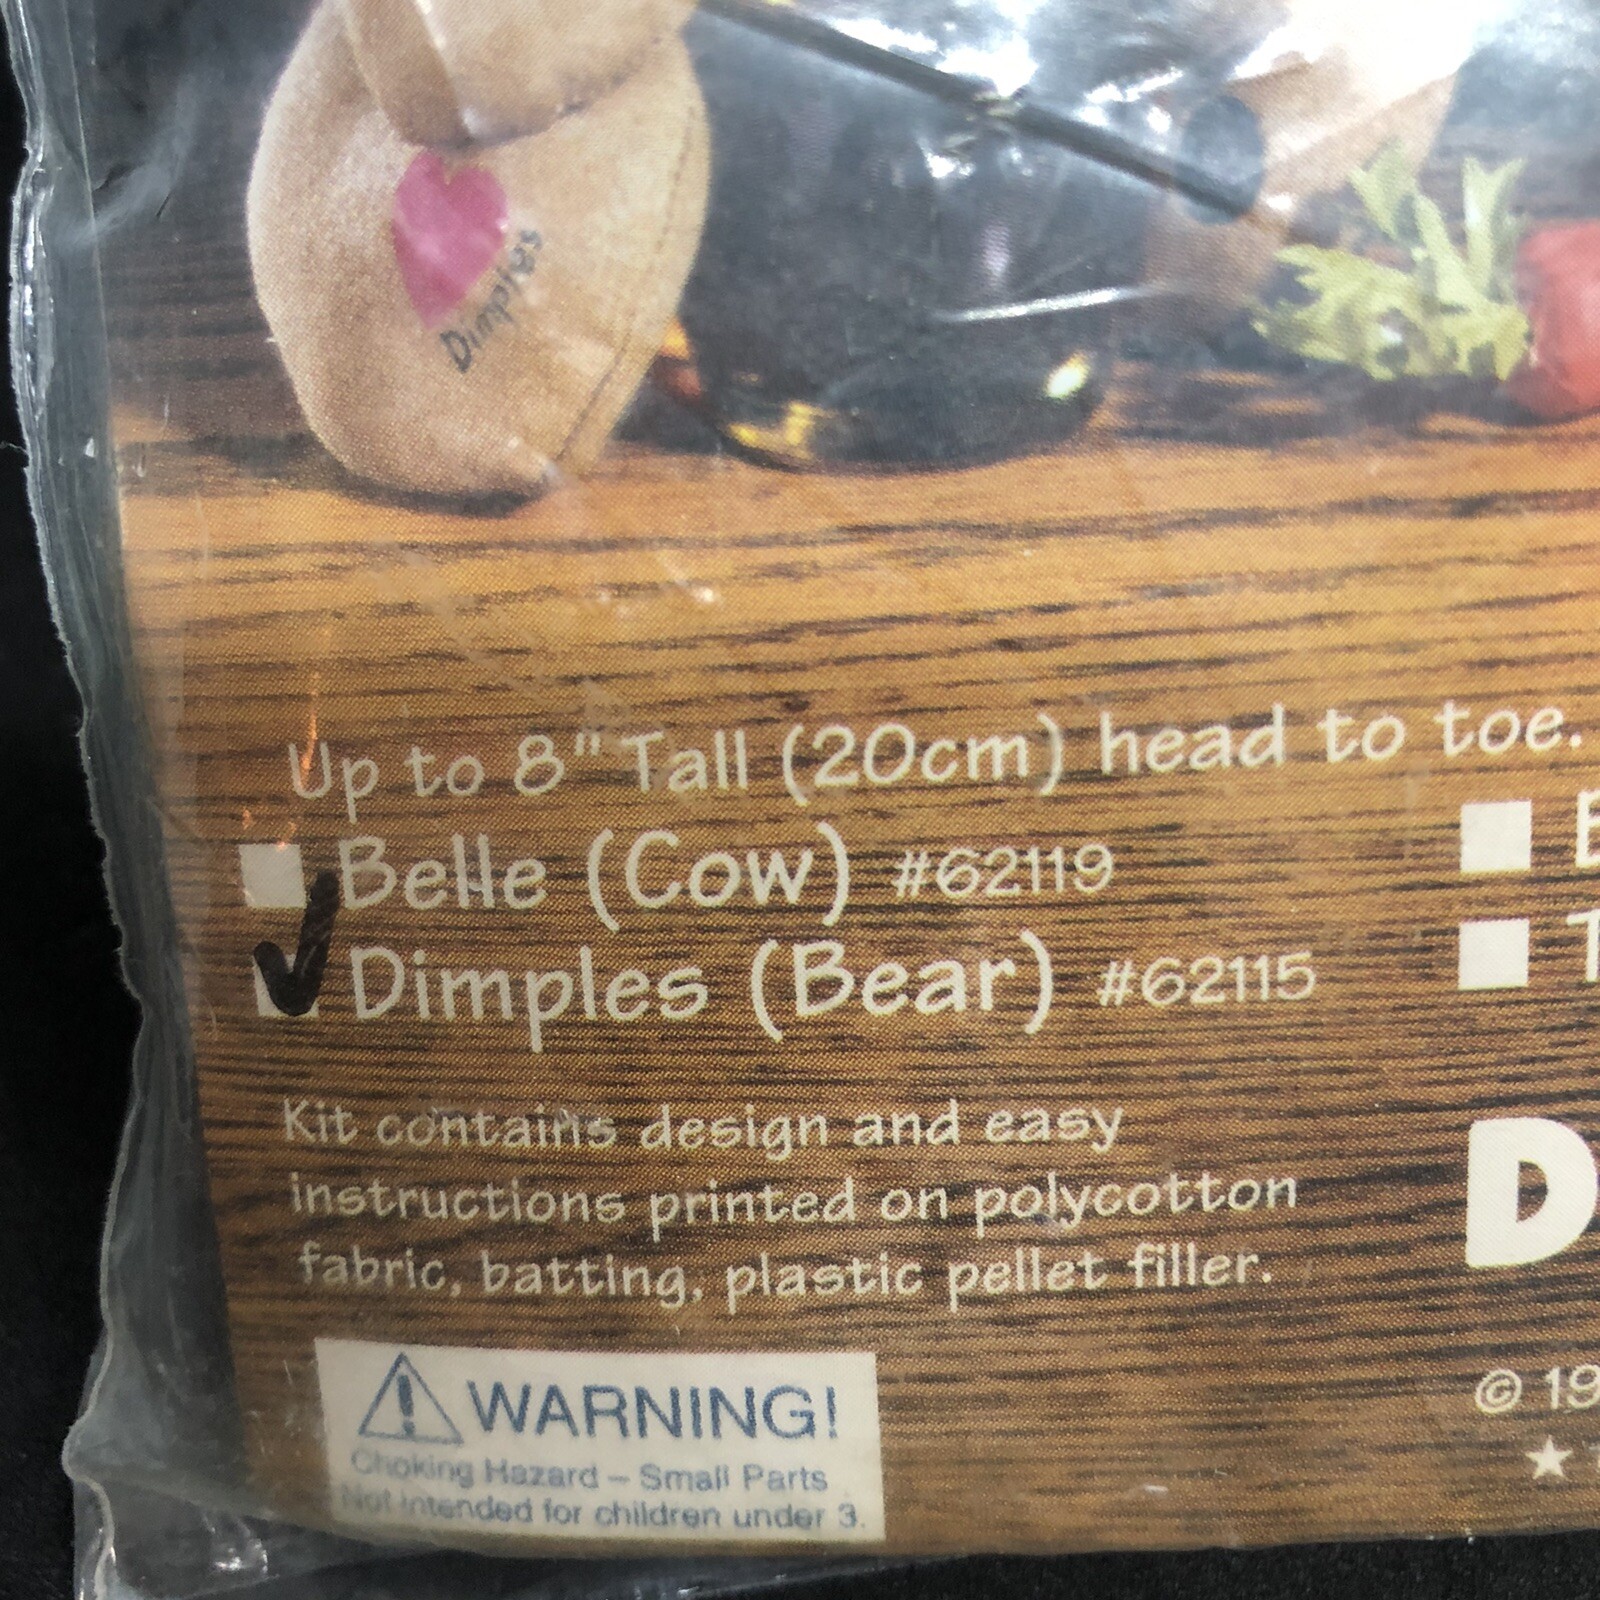 Dimples
Up to 8" Tall (20cm) head to toe.
Belle (Cow) #62119
Dimples (Bear) #62115
Kit contains design and easy
instructions printed on polycotton
fabric, batting, plastic pellet filler.
WARNING!
Choking Hazard – Small Parts
Not intended for children under 3.
D
© 19